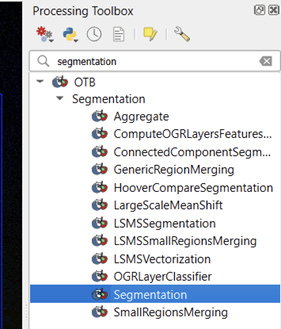 Processing Toolbox
segmentation
OTB
Segmentation
Aggregate
ComputeOGRLayersFeatures...
ConnectedComponentSegm...
GenericRegionMerging
HooverCompareSegmentation
LargeScaleMeanShift
LSMSSegmentation
LSMSSmallRegionsMerging
LSMSVectorization
OGRLayerClassifier
Segmentation
SmallRegionsMerging